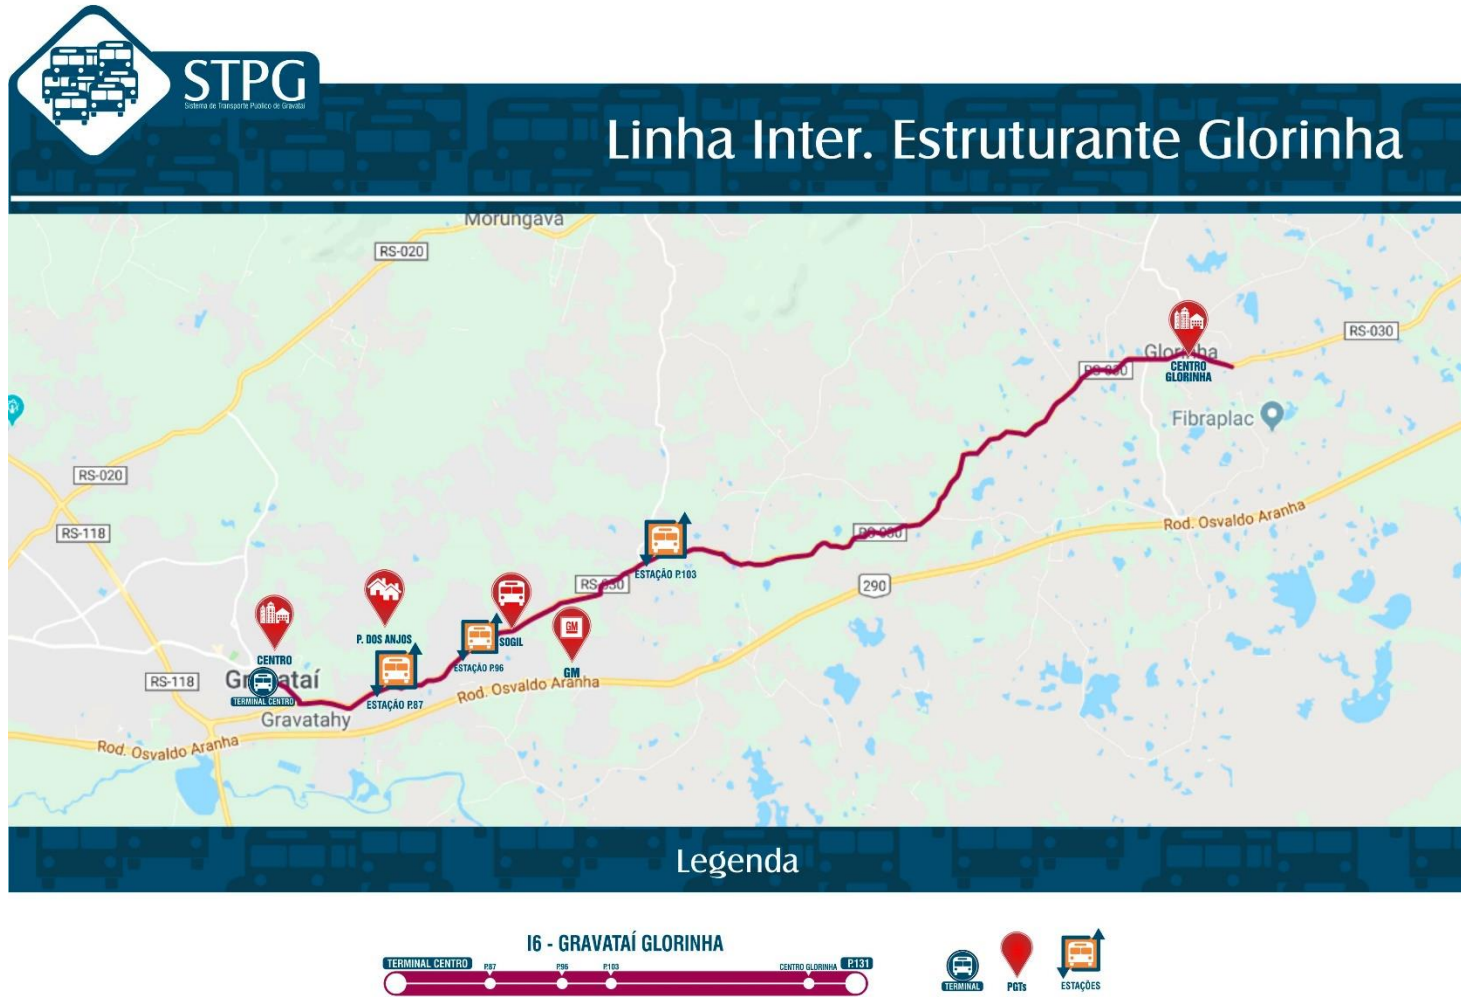 STPG
Sistema de Transporte Público de Gravataí
Linha Inter. Estruturante Glorinha
Morungava
RS-020
RS-030
Glorinha
CENTRO
GLORINHA
RS-030
Fibraplac
RS-020
RS-118
Rod. Osvaldo Aranha
RS-030
ESTAÇÃO P.103
290
RS-030
P. DOS ANJOS
SOGIL
GM
GM
CENTRO
ESTAÇÃO P.96
RS-118
Gravataí
TERMINAL CENTRO
ESTAÇÃO P.87
Rod. Osvaldo Aranha
Gravatahy
Rod. Osvaldo Aranha
Legenda
I6 - GRAVATAÍ GLORINHA
TERMINAL CENTRO P.87 P.96 P.103 CENTRO GLORINHA P.131
TERMINAL PGTs ESTAÇÕES